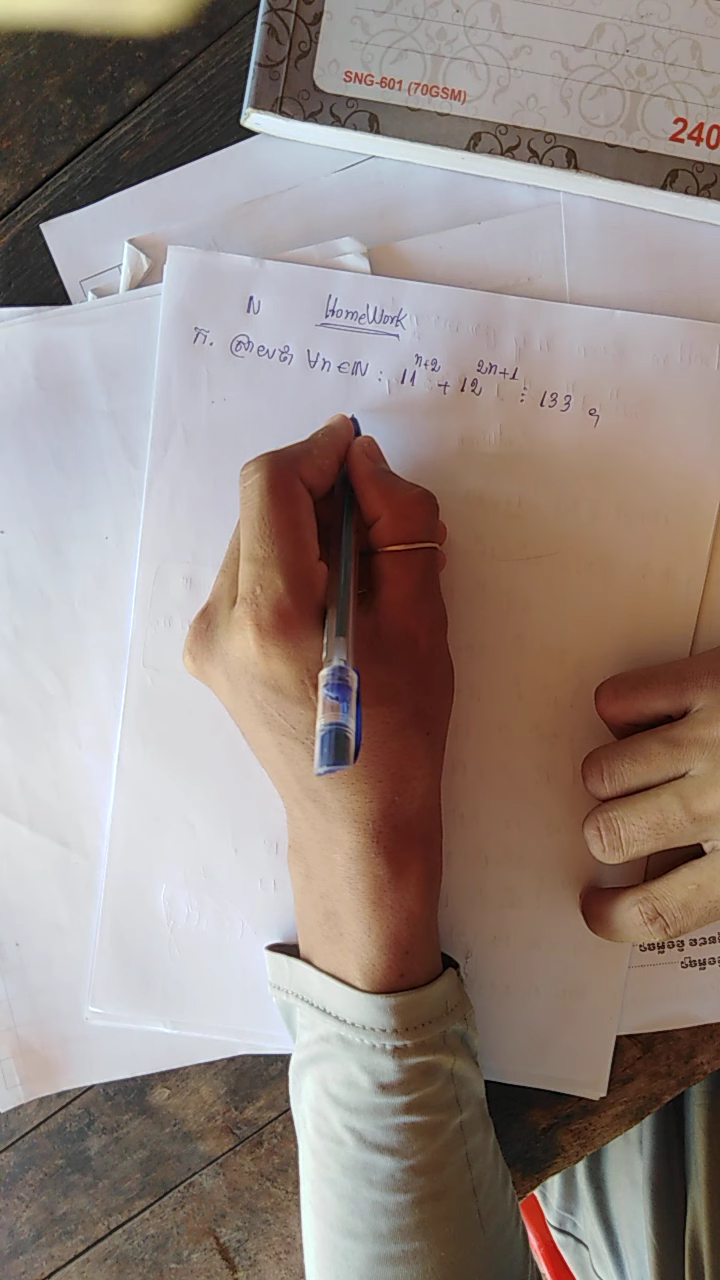 SNG-601 (70GSM)
240
N HomeWork
ក. ស្រាយថា ∀n∈ℕ : 11^{n+2} + 12^{2n+1} ⋮ 133 ។